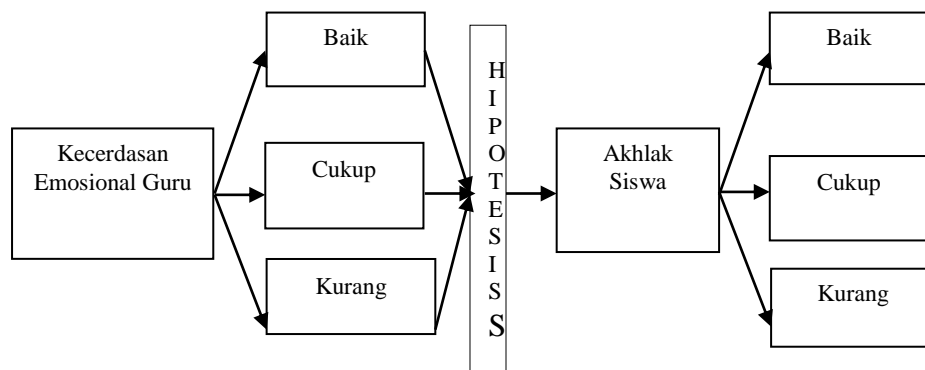 Kecerdasan
Emosional Guru
Baik
Cukup
Kurang
H
I
P
O
T
E
S
I
S
S
Akhlak
Siswa
Baik
Cukup
Kurang